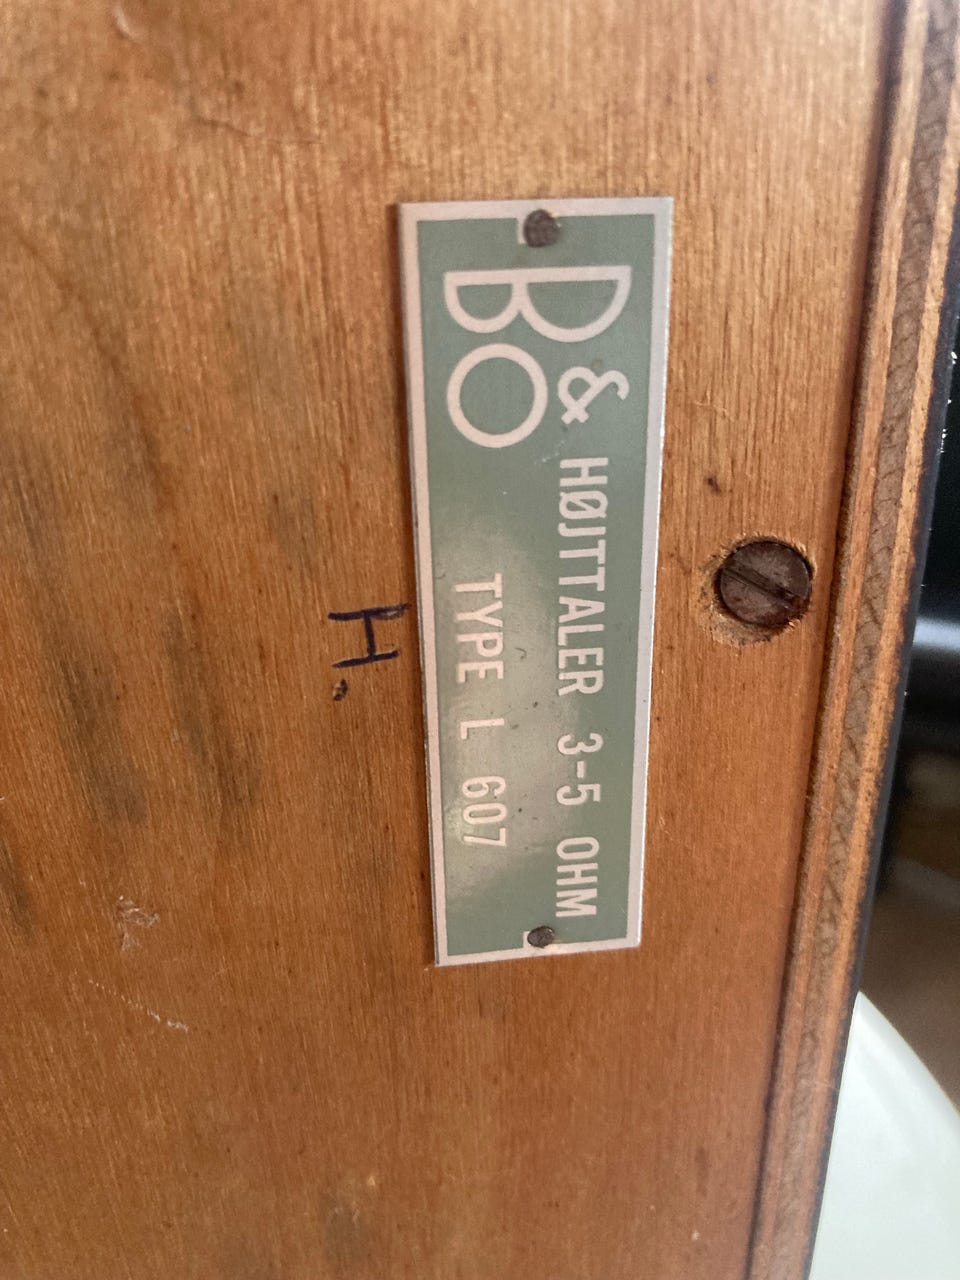 B&O
HØJTTALER 3-5 OHM
TYPE L 607
H.